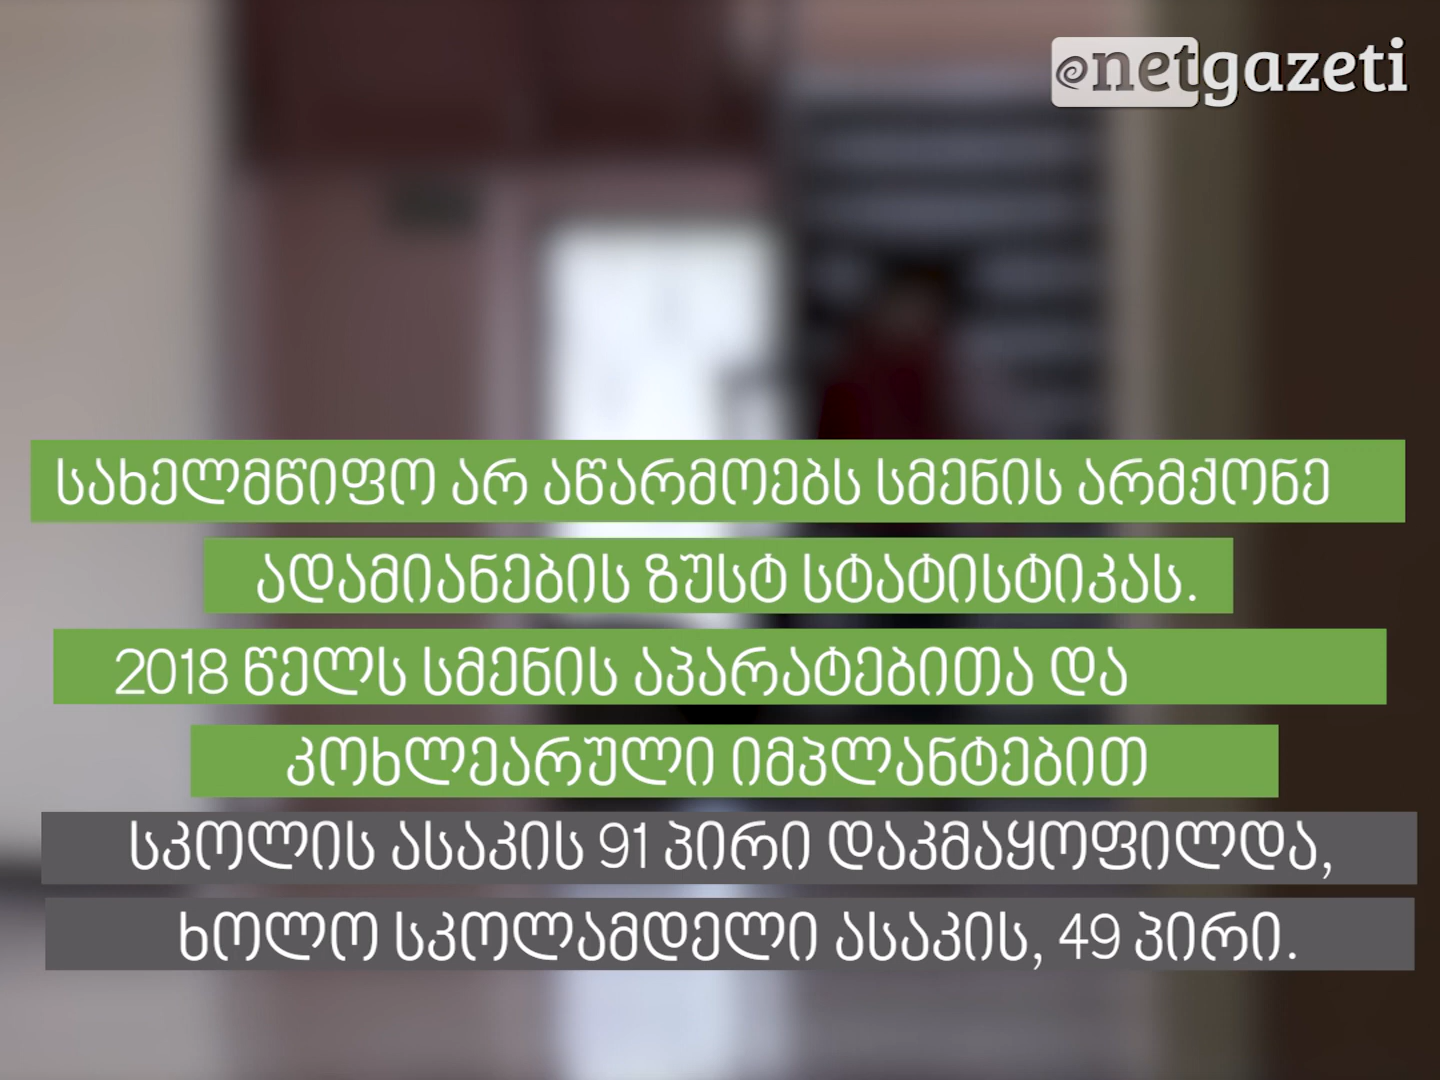 netgazeti
სახელმწიფო არ აწარმოებს სმენის არმქონე
ადამიანების ზუსტ სტატისტიკას.
2018 წელს სმენის აპარატებითა და
კოხლეარული იმპლანტებით
სკოლის ასაკის 91 პირი დაკმაყოფილდა,
ხოლო სკოლამდელი ასაკის, 49 პირი.